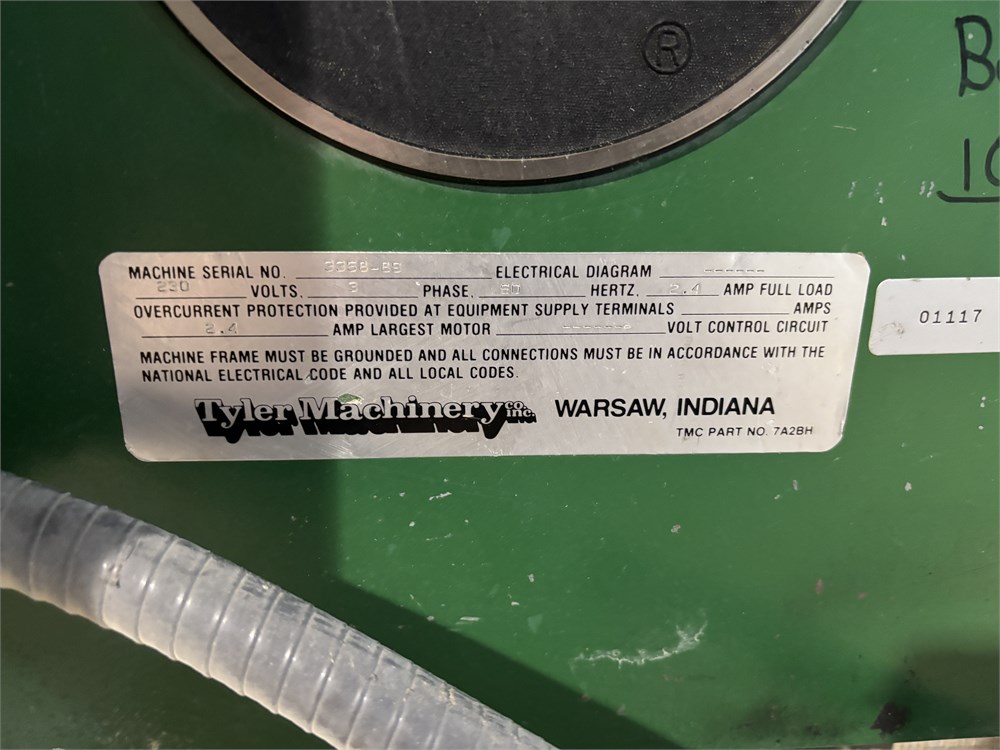 ®
MACHINE SERIAL NO. ELECTRICAL DIAGRAM ------
230 VOLTS, 3 PHASE, 60 HERTZ, 2.4 AMP FULL LOAD
OVERCURRENT PROTECTION PROVIDED AT EQUIPMENT SUPPLY TERMINALS AMPS
2.4 AMP LARGEST MOTOR ------- VOLT CONTROL CIRCUIT
MACHINE FRAME MUST BE GROUNDED AND ALL CONNECTIONS MUST BE IN ACCORDANCE WITH THE
NATIONAL ELECTRICAL CODE AND ALL LOCAL CODES.
Tyler Machinery CO. INC. WARSAW, INDIANA
TMC PART NO. 7A2BH
01117